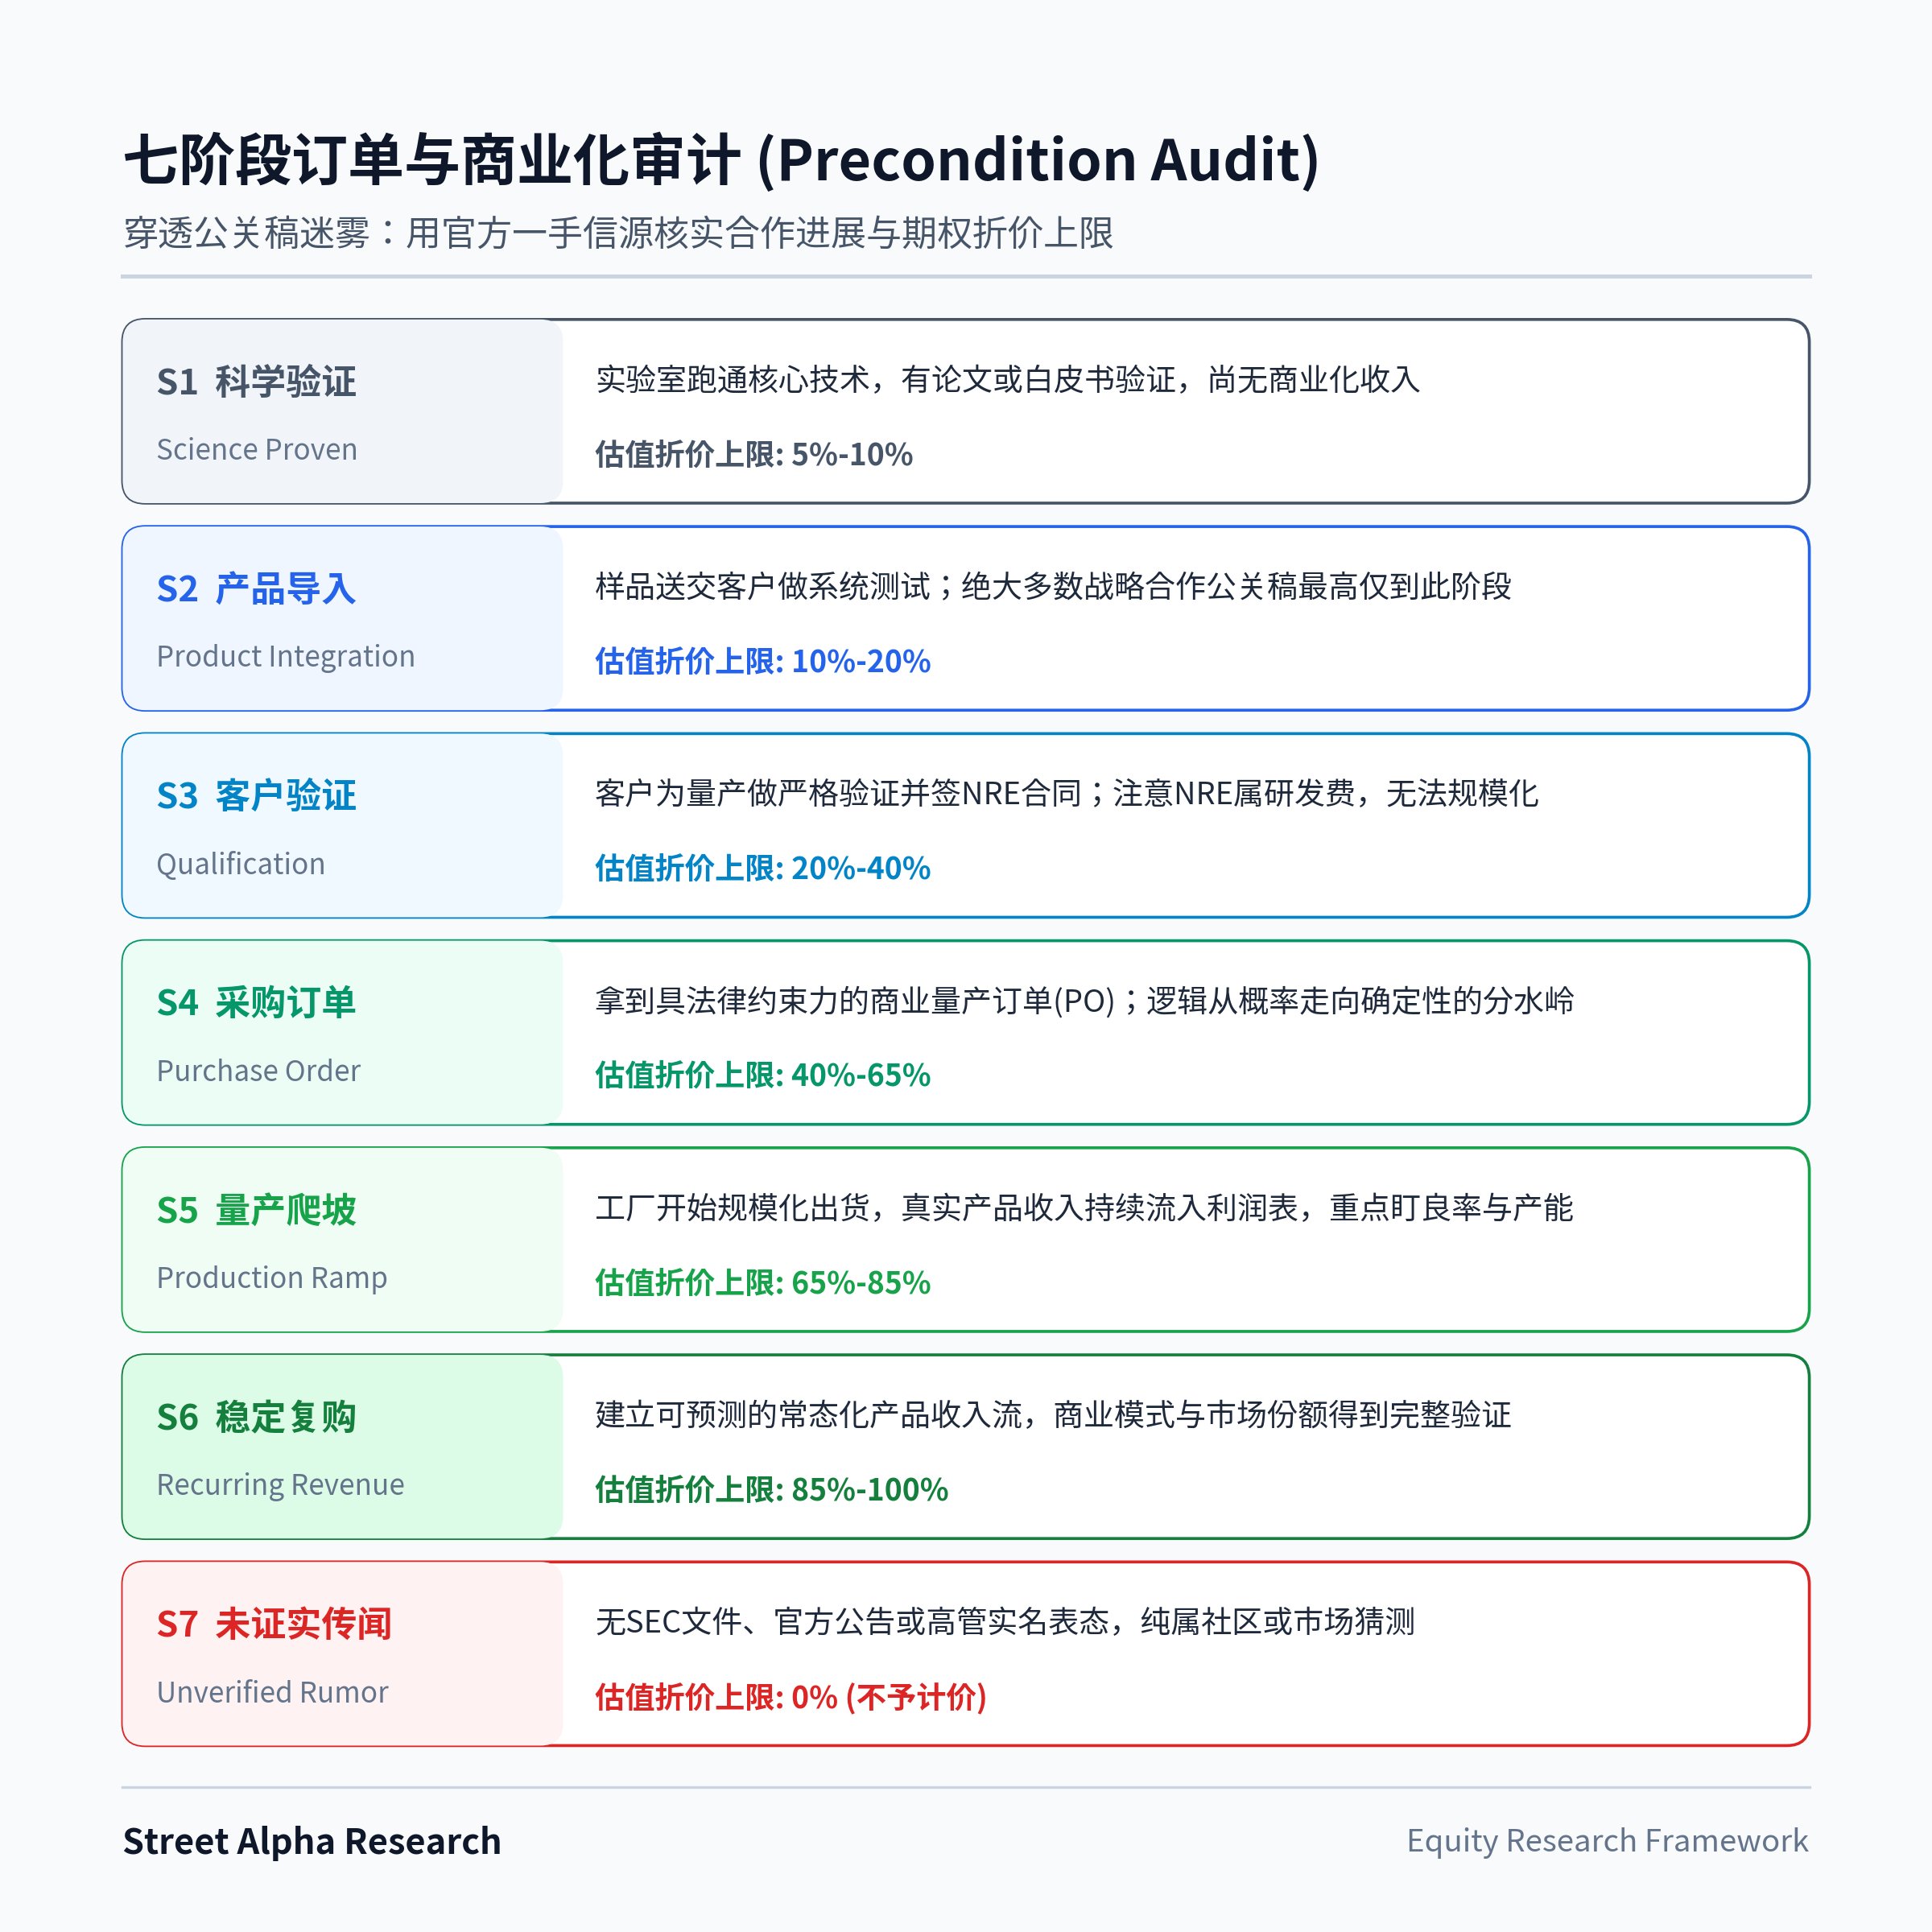 七阶段订单与商业化审计 (Precondition Audit)
穿透公关稿迷雾：用官方一手信源核实合作进展与期权折价上限
S1 科学验证
Science Proven
实验室跑通核心技术，有论文或白皮书验证，尚无商业化收入
估值折价上限: 5%-10%
S2 产品导入
Product Integration
样品送交客户做系统测试；绝大多数战略合作公关稿最高仅到此阶段
估值折价上限: 10%-20%
S3 客户验证
Qualification
客户为量产做严格验证并签NRE合同；注意NRE属研发费，无法规模化
估值折价上限: 20%-40%
S4 采购订单
Purchase Order
拿到具法律约束力的商业量产订单(PO)；逻辑从概率走向确定性的分水岭
估值折价上限: 40%-65%
S5 量产爬坡
Production Ramp
工厂开始规模化出货，真实产品收入持续流入利润表，重点盯良率与产能
估值折价上限: 65%-85%
S6 稳定复购
Recurring Revenue
建立可预测的常态化产品收入流，商业模式与市场份额得到完整验证
估值折价上限: 85%-100%
S7 未证实传闻
Unverified Rumor
无SEC文件、官方公告或高管实名表态，纯属社区或市场猜测
估值折价上限: 0% (不予计价)
Street Alpha Research
Equity Research Framework